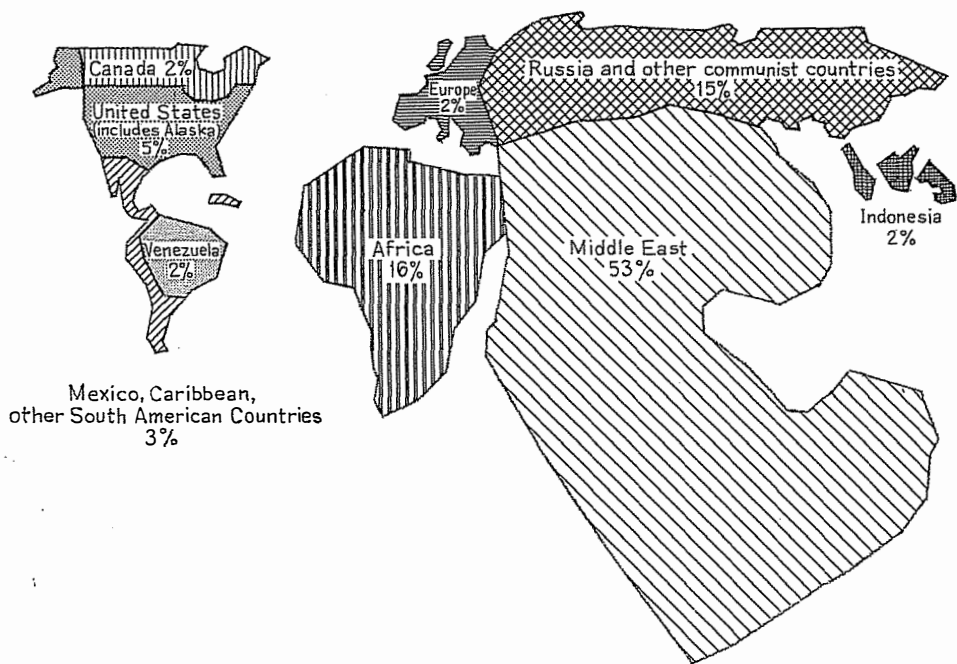 Canada 2%
United States
(includes Alaska)
5%
Venezuela
2%
Mexico, Caribbean,
other South American Countries
3%
Europe
2%
Africa
16%
Russia and other communist countries
15%
Middle East
53%
Indonesia
2%